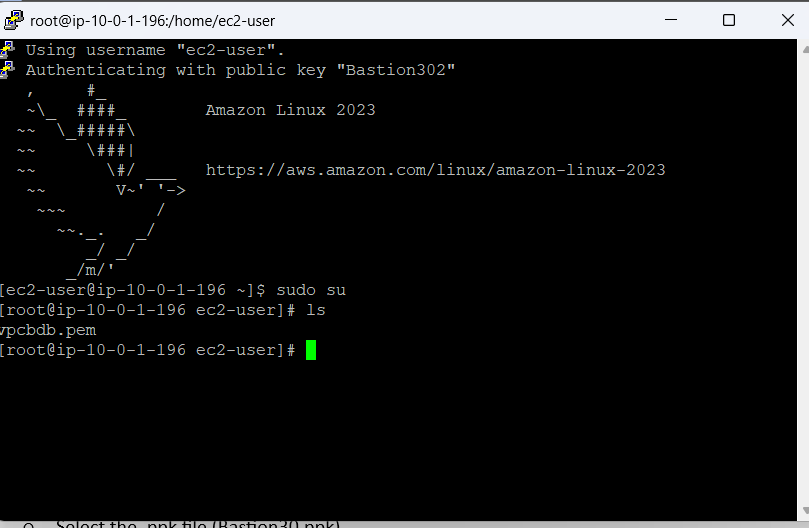 root@ip-10-0-1-196:/home/ec2-user
Using username "ec2-user".
Authenticating with public key "Bastion302"
   ,     #_
   ~\_  ####_        Amazon Linux 2023
  ~~  \_#####\
  ~~     \###|
  ~~       \#/ ___   https://aws.amazon.com/linux/amazon-linux-2023
   ~~       V~' '->
    ~~~         /
      ~~._.   _/
         _/ _/
       _/m/'
[ec2-user@ip-10-0-1-196 ~]$ sudo su
[root@ip-10-0-1-196 ec2-user]# ls
vpcbdb.pem
[root@ip-10-0-1-196 ec2-user]#
Select the .ppk file (Bastion30.ppk)